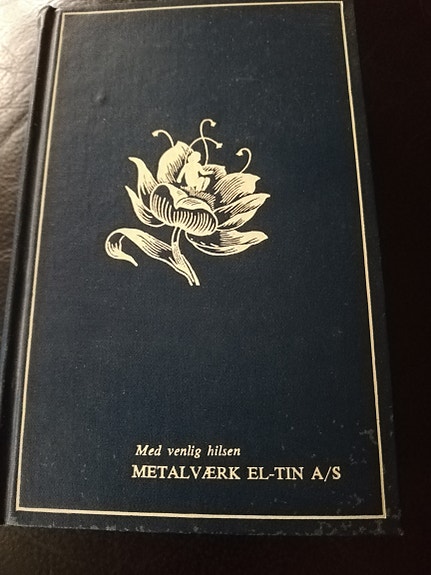 Med venlig hilsen
METALVÆRK EL-TIN A/S